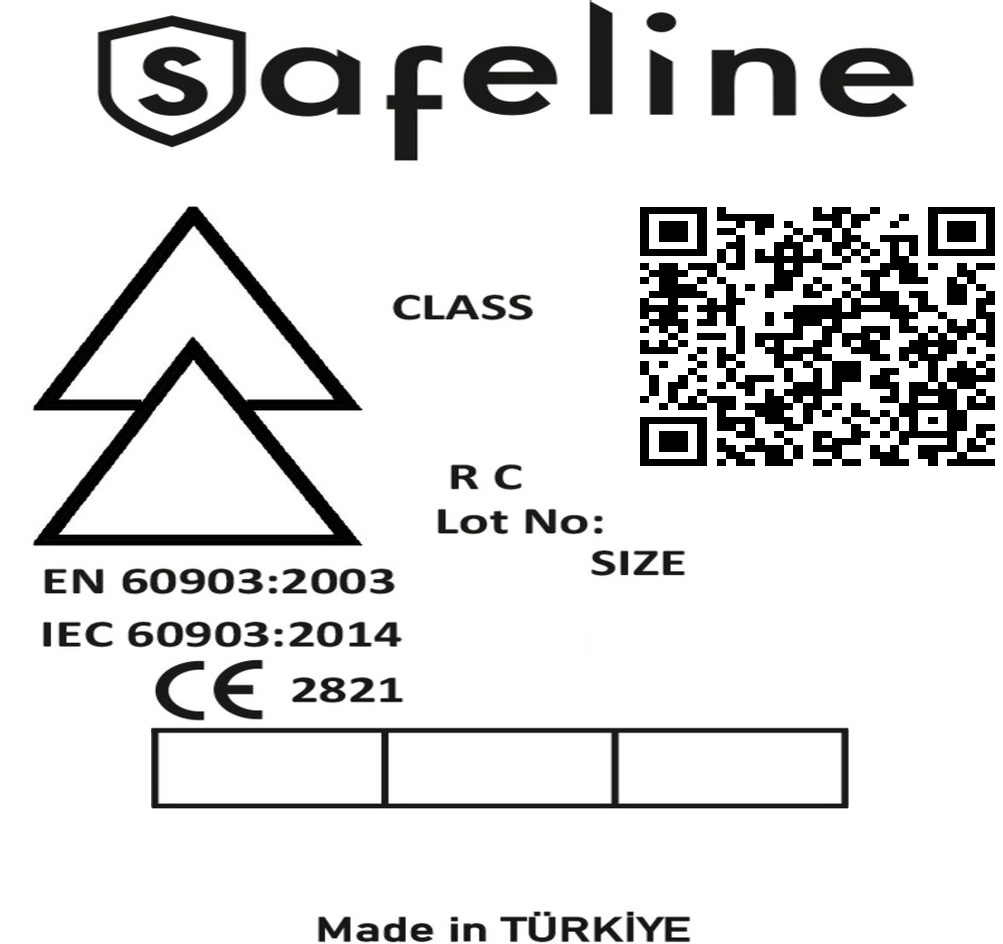 safeline
CLASS
R C
Lot No:
SIZE
EN 60903:2003
IEC 60903:2014
CE 2821
Made in TÜRKİYE